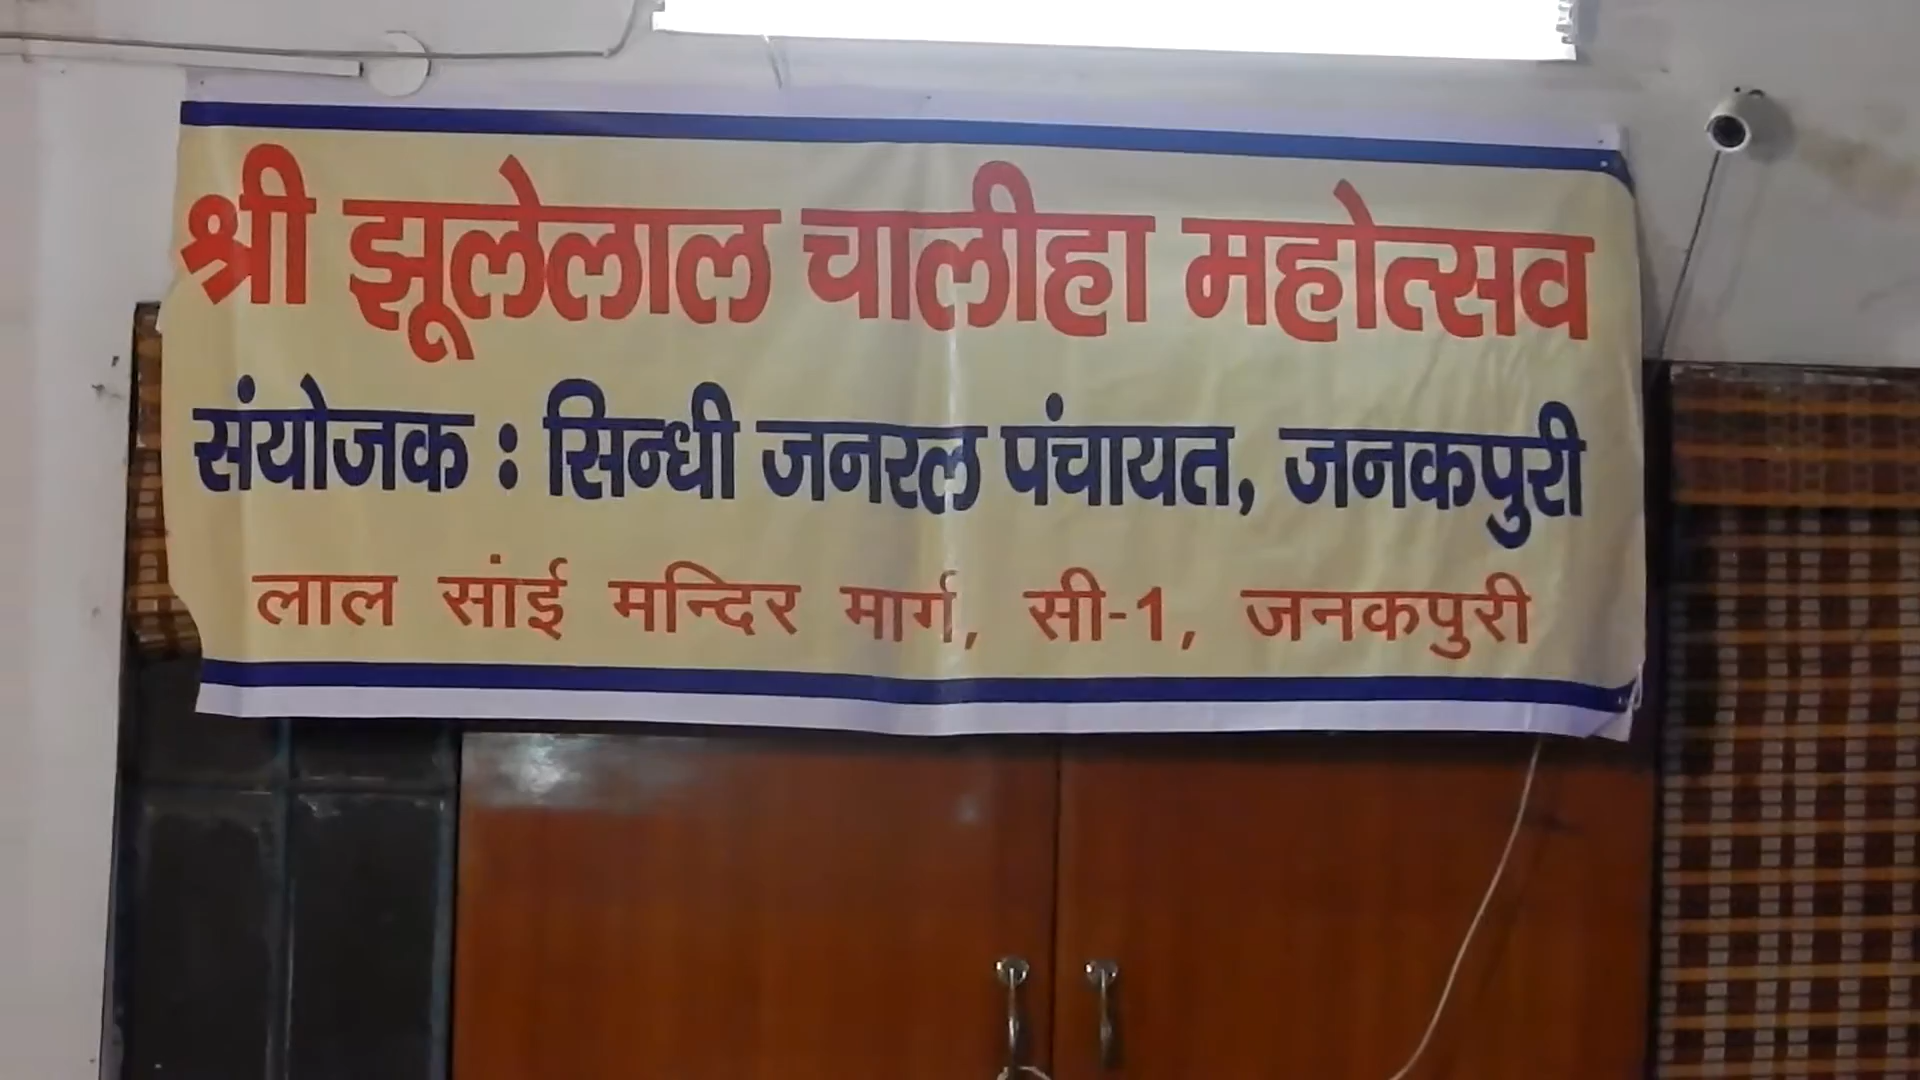 श्री झूलेलाल चालीहा महोत्सव
संयोजक : सिन्धी जनरल पंचायत, जनकपुरी
लाल सांई मन्दिर मार्ग, सी-1, जनकपुरी